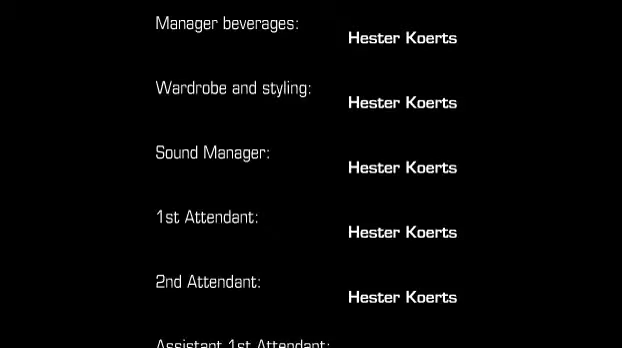 Manager beverages:
Hester Koerts
Wardrobe and styling:
Hester Koerts
Sound Manager:
Hester Koerts
1st Attendant:
Hester Koerts
2nd Attendant:
Hester Koerts
Assistant 1st Attendant: